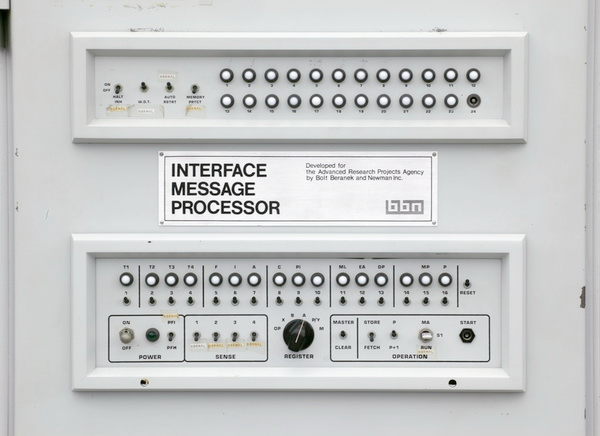 ON
OFF
HALT INH
M.D.T.
AUTO RETRT
MEMORY PRTCT
1 2 3 4 5 6 7 8 9 10 11 12
13 14 15 16 17 18 19 20 21 22 23 24
INTERFACE
MESSAGE
PROCESSOR
Developed for
the Advanced Research Projects Agency
by Bolt Beranek and Newman Inc.
bbn
T1 T2 T3 T4 F I A C PI ML EA DP MP P
1 2 3 4 5 6 7 8 9 10 11 12 13 14 15 16
RESET
ON
OFF
PFI
PFH
POWER
1 2 3 4
SENSE
OP X B A P/Y M
REGISTER
MASTER
CLEAR
STORE
FETCH
P
P+1
MA
SI
RUN
OPERATION
START